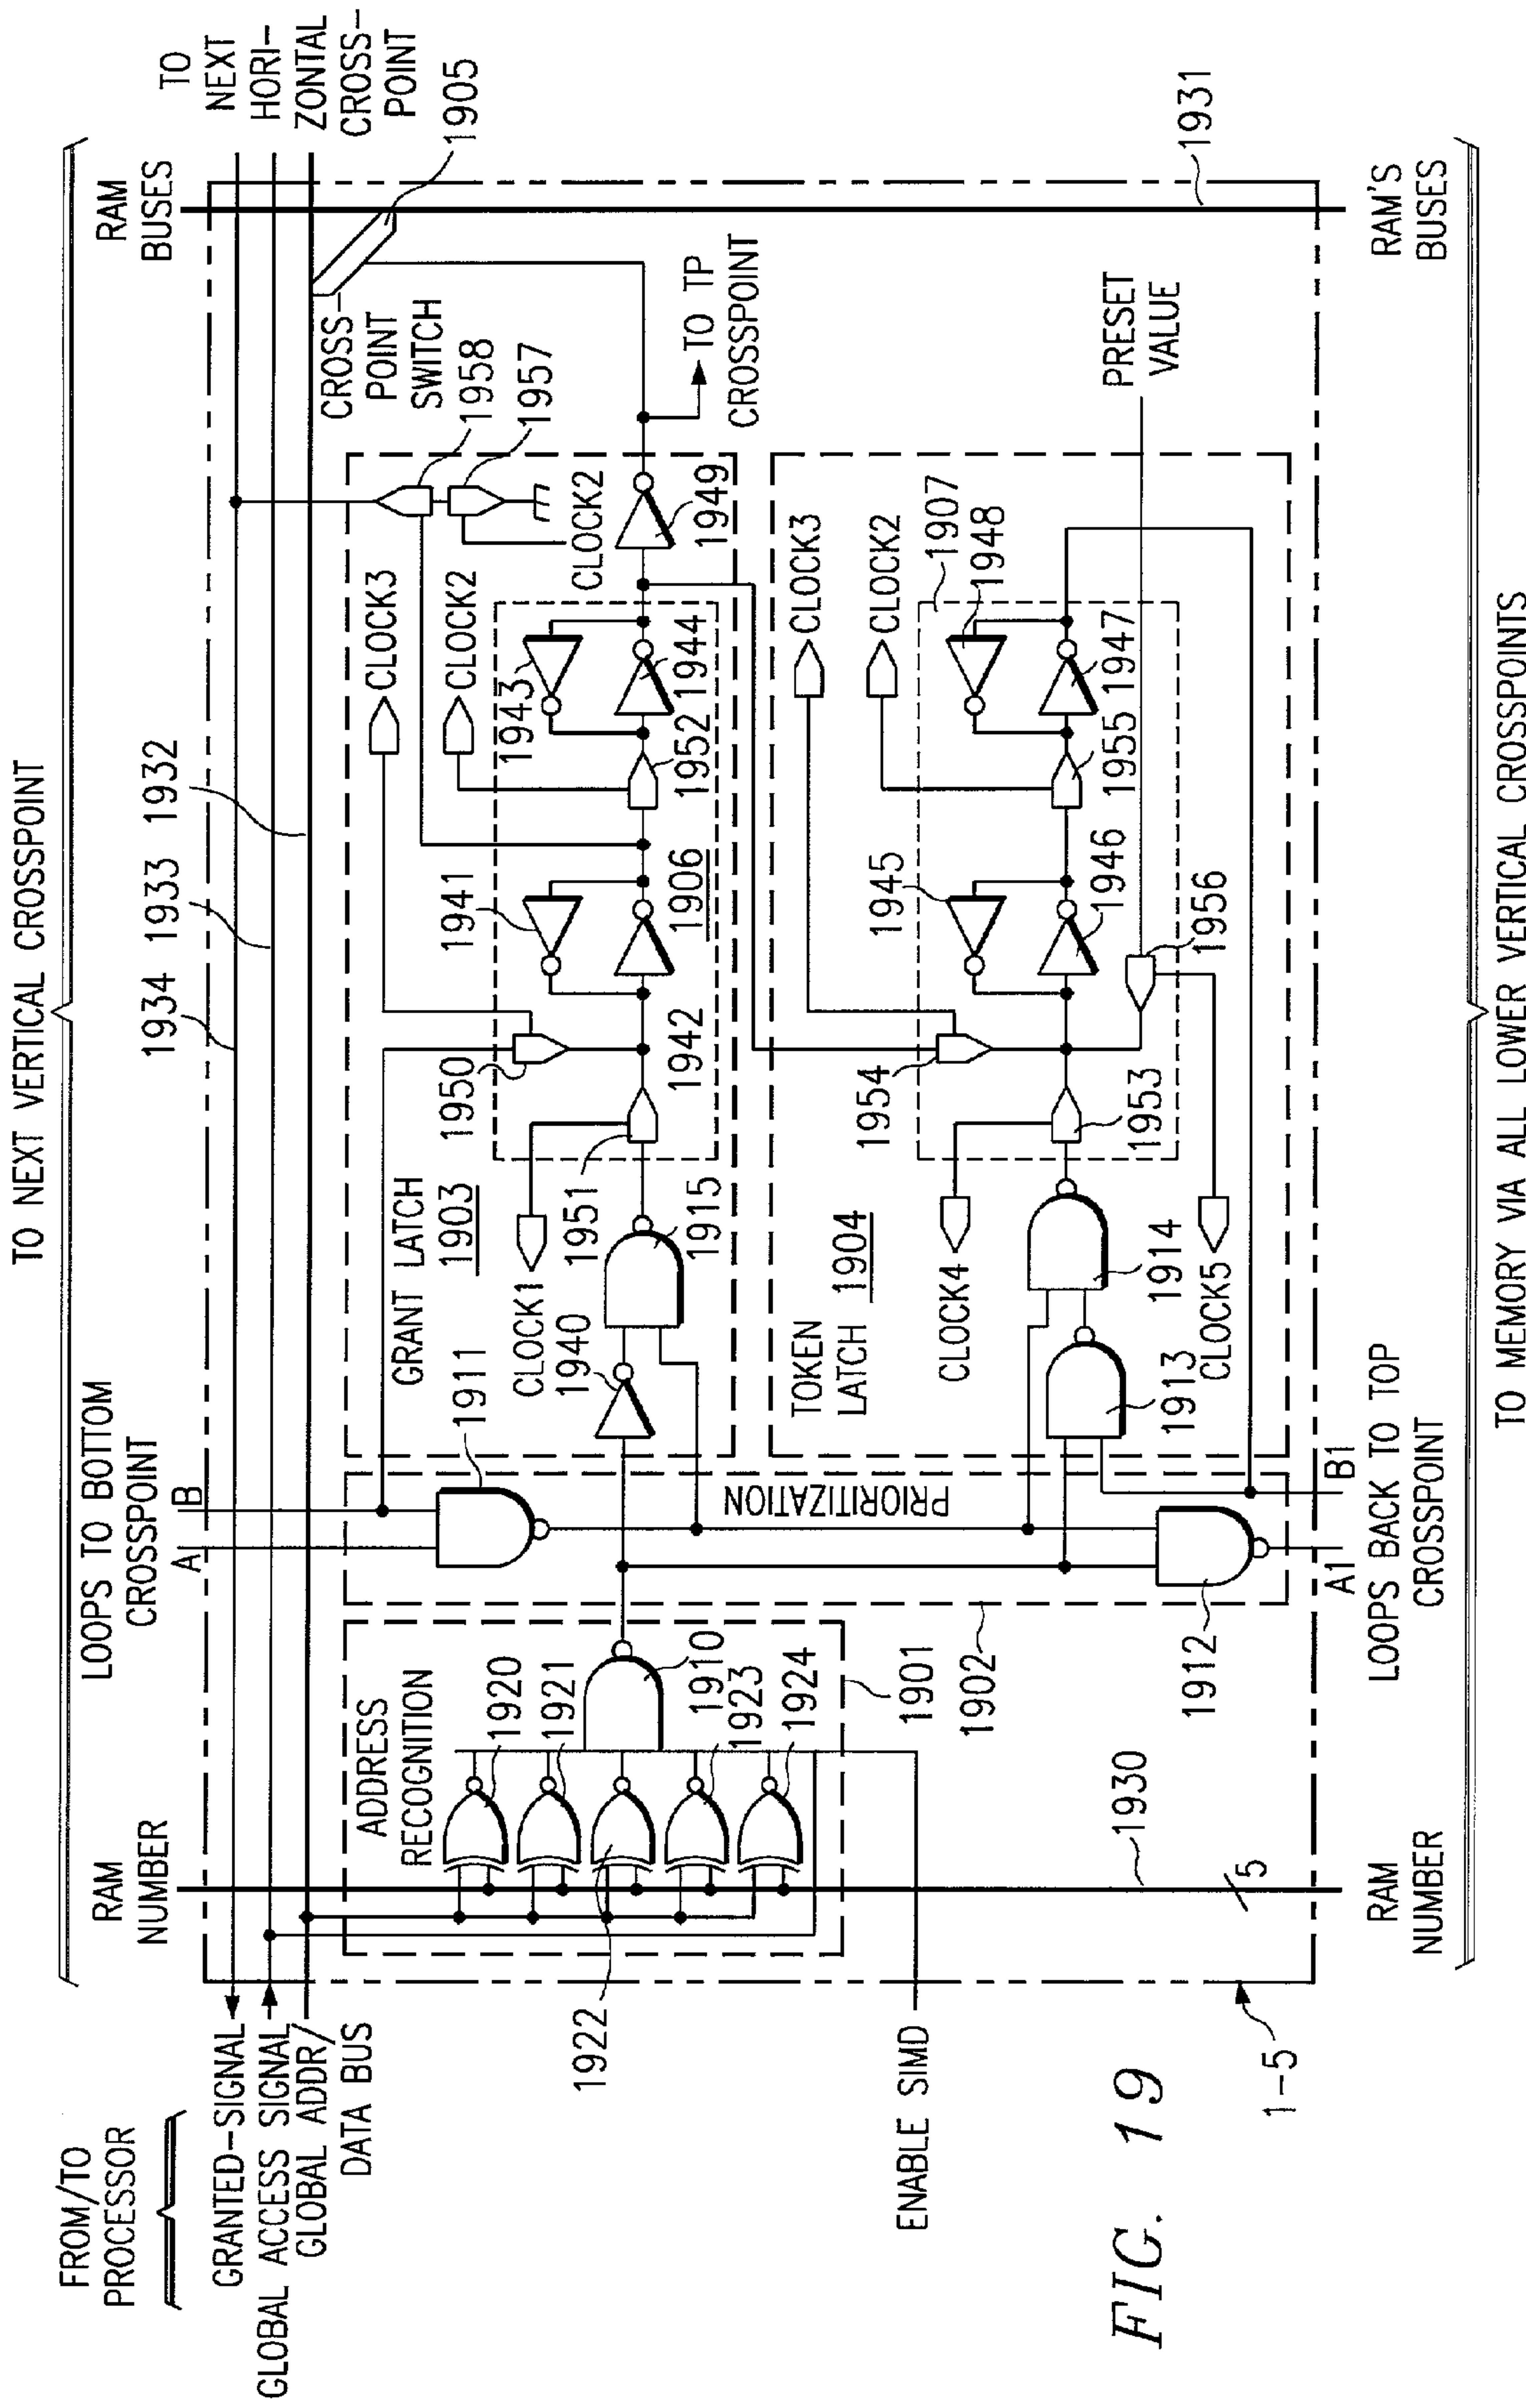 TO NEXT VERTICAL CROSSPOINT
FROM/TO
PROCESSOR
RAM
NUMBER
LOOPS TO BOTTOM
CROSSPOINT
A
B
1934
1933
1932
RAM
BUSES
TO
NEXT
HORI-
ZONTAL
CROSS-
POINT
GRANTED-SIGNAL
GLOBAL ACCESS SIGNAL
GLOBAL ADDR/
DATA BUS
1905
CROSS-
POINT
SWITCH
1958
1957
ADDRESS
RECOGNITION
1920
1921
1910
1923
1924
1922
1901
1902
1911
PRIORITIZATION
1912
GRANT LATCH
1903
CLOCK1
1940
1915
1951
1950
1942
1941
1906
CLOCK3
CLOCK2
1943
1944
1952
CLOCK2
1949
TO TP
CROSSPOINT
TOKEN
LATCH 1904
CLOCK4
1913
1914
CLOCK5
1953
1954
1945
1946
1956
CLOCK3
CLOCK2
1907
1948
1947
1955
PRESET
VALUE
ENABLE SIMD
1930
5
1931
1-5
RAM
NUMBER
A1
B1
LOOPS BACK TO TOP
CROSSPOINT
RAM'S
BUSES
TO MEMORY VIA ALL LOWER VERTICAL CROSSPOINTS
FIG. 19